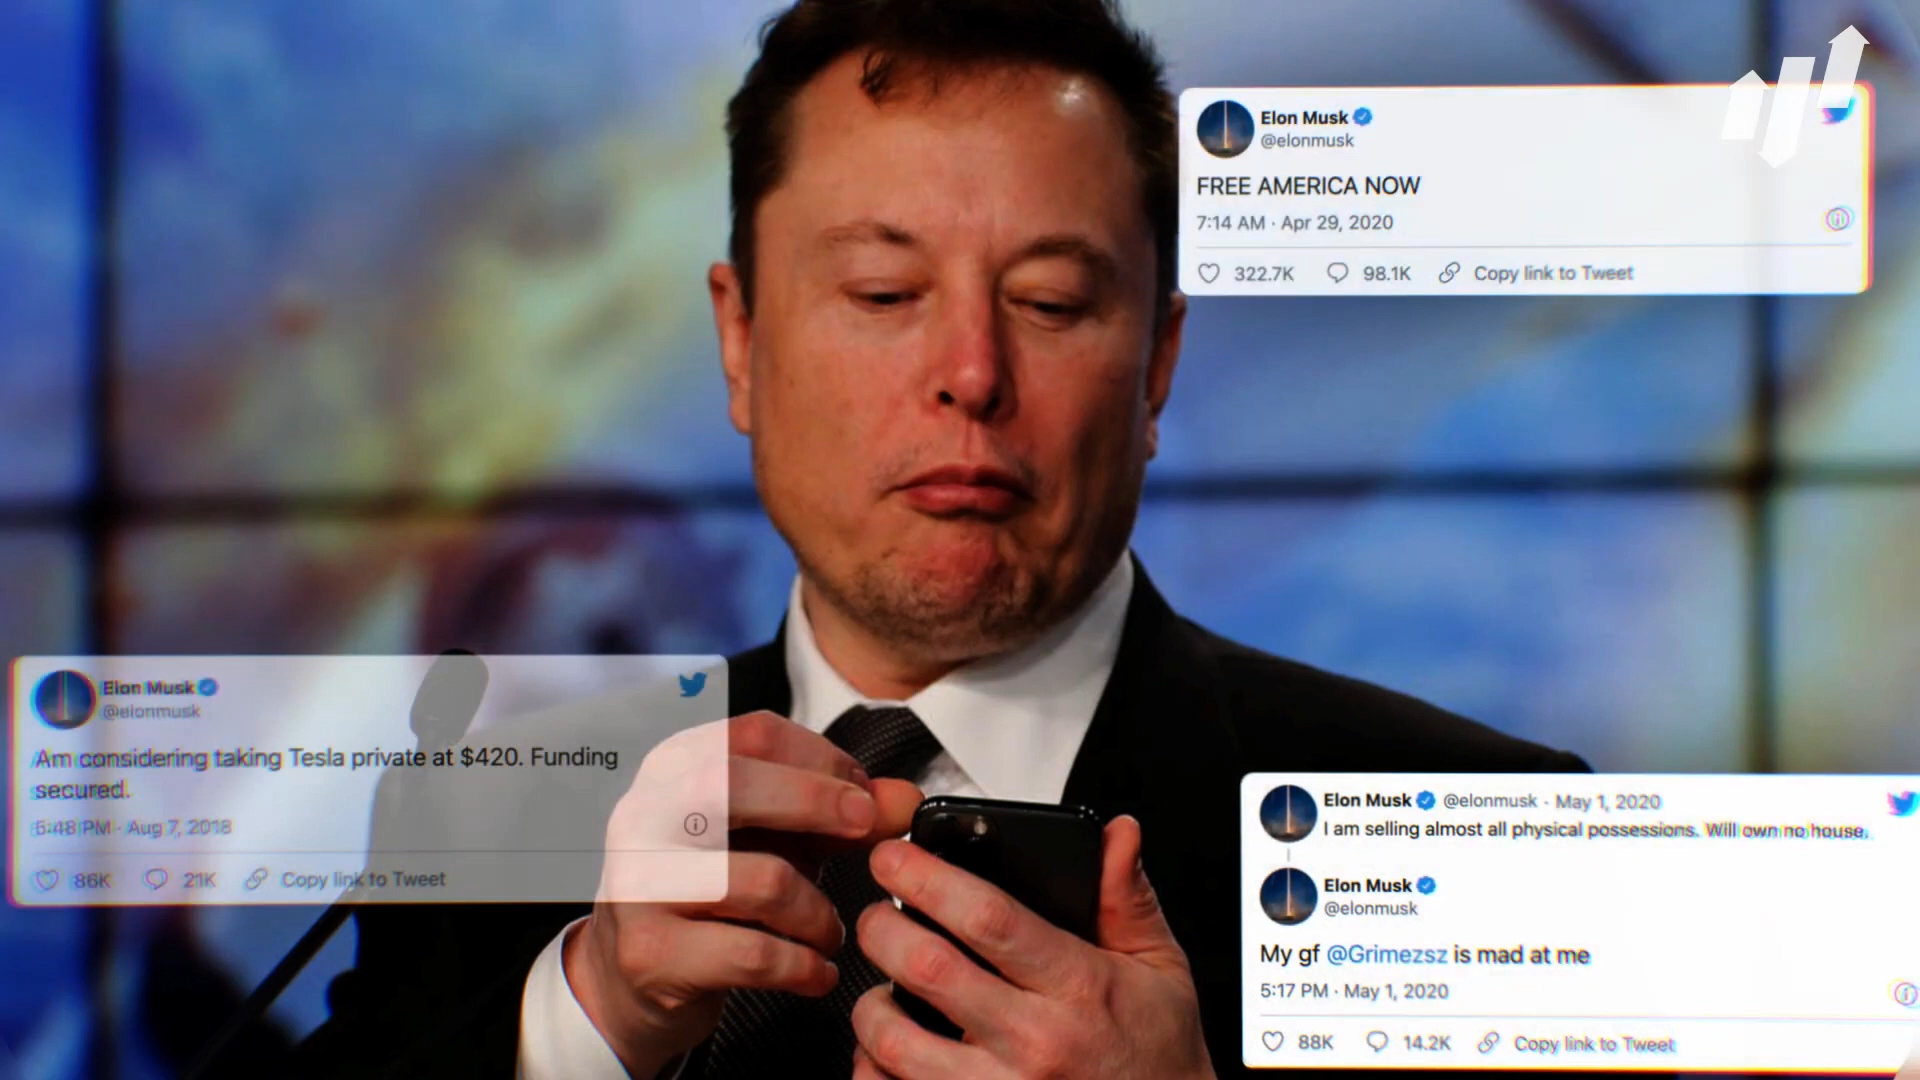 Elon Musk
@elonmusk
FREE AMERICA NOW
7:14 AM · Apr 29, 2020
322.7K 98.1K Copy link to Tweet
Elon Musk
@elonmusk
Am considering taking Tesla private at $420. Funding
secured.
5:48 PM · Aug 7, 2018
86K 21K Copy link to Tweet
Elon Musk @elonmusk · May 1, 2020
I am selling almost all physical possessions. Will own no house.
Elon Musk
@elonmusk
My gf @Grimezsz is mad at me
5:17 PM · May 1, 2020
88K 14.2K Copy link to Tweet